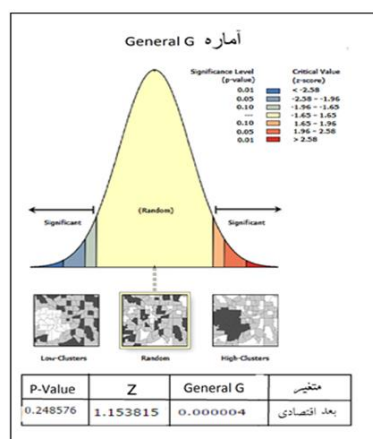 General G آماره
Significance Level (p-value) Critical Value (z-score)
0.01 < -2.58
0.05 -2.58 - -1.96
0.10 -1.96 - -1.65
--- -1.65 - 1.65
0.10 1.65 - 1.96
0.05 1.96 - 2.58
0.01 > 2.58
(Random)
Significant Significant
Low-Clusters Random High-Clusters
P-Value Z General G متغیر
0.248576 1.153815 0.000004 بعد اقتصادی